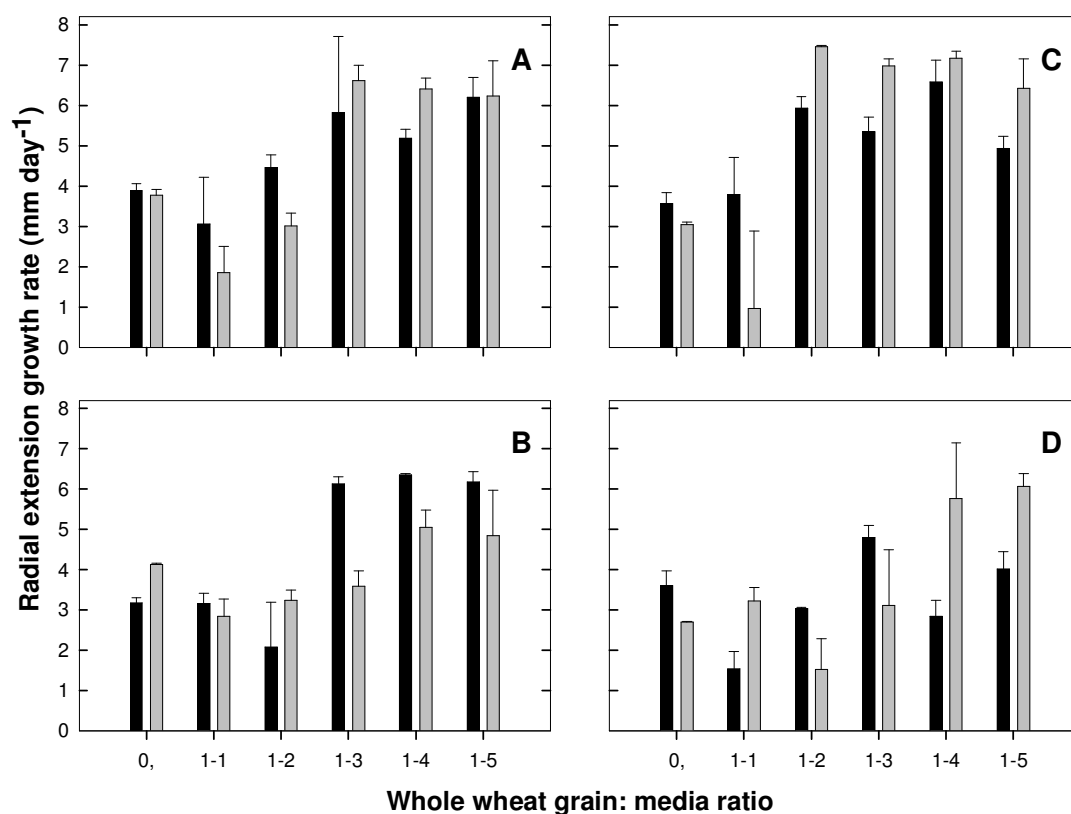 Radial extension growth rate (mm day-1)
8
7
6
5
4
3
2
1
0
A
C
8
7
6
5
4
3
2
1
0
B
D
0, 1-1 1-2 1-3 1-4 1-5
0, 1-1 1-2 1-3 1-4 1-5
Whole wheat grain: media ratio